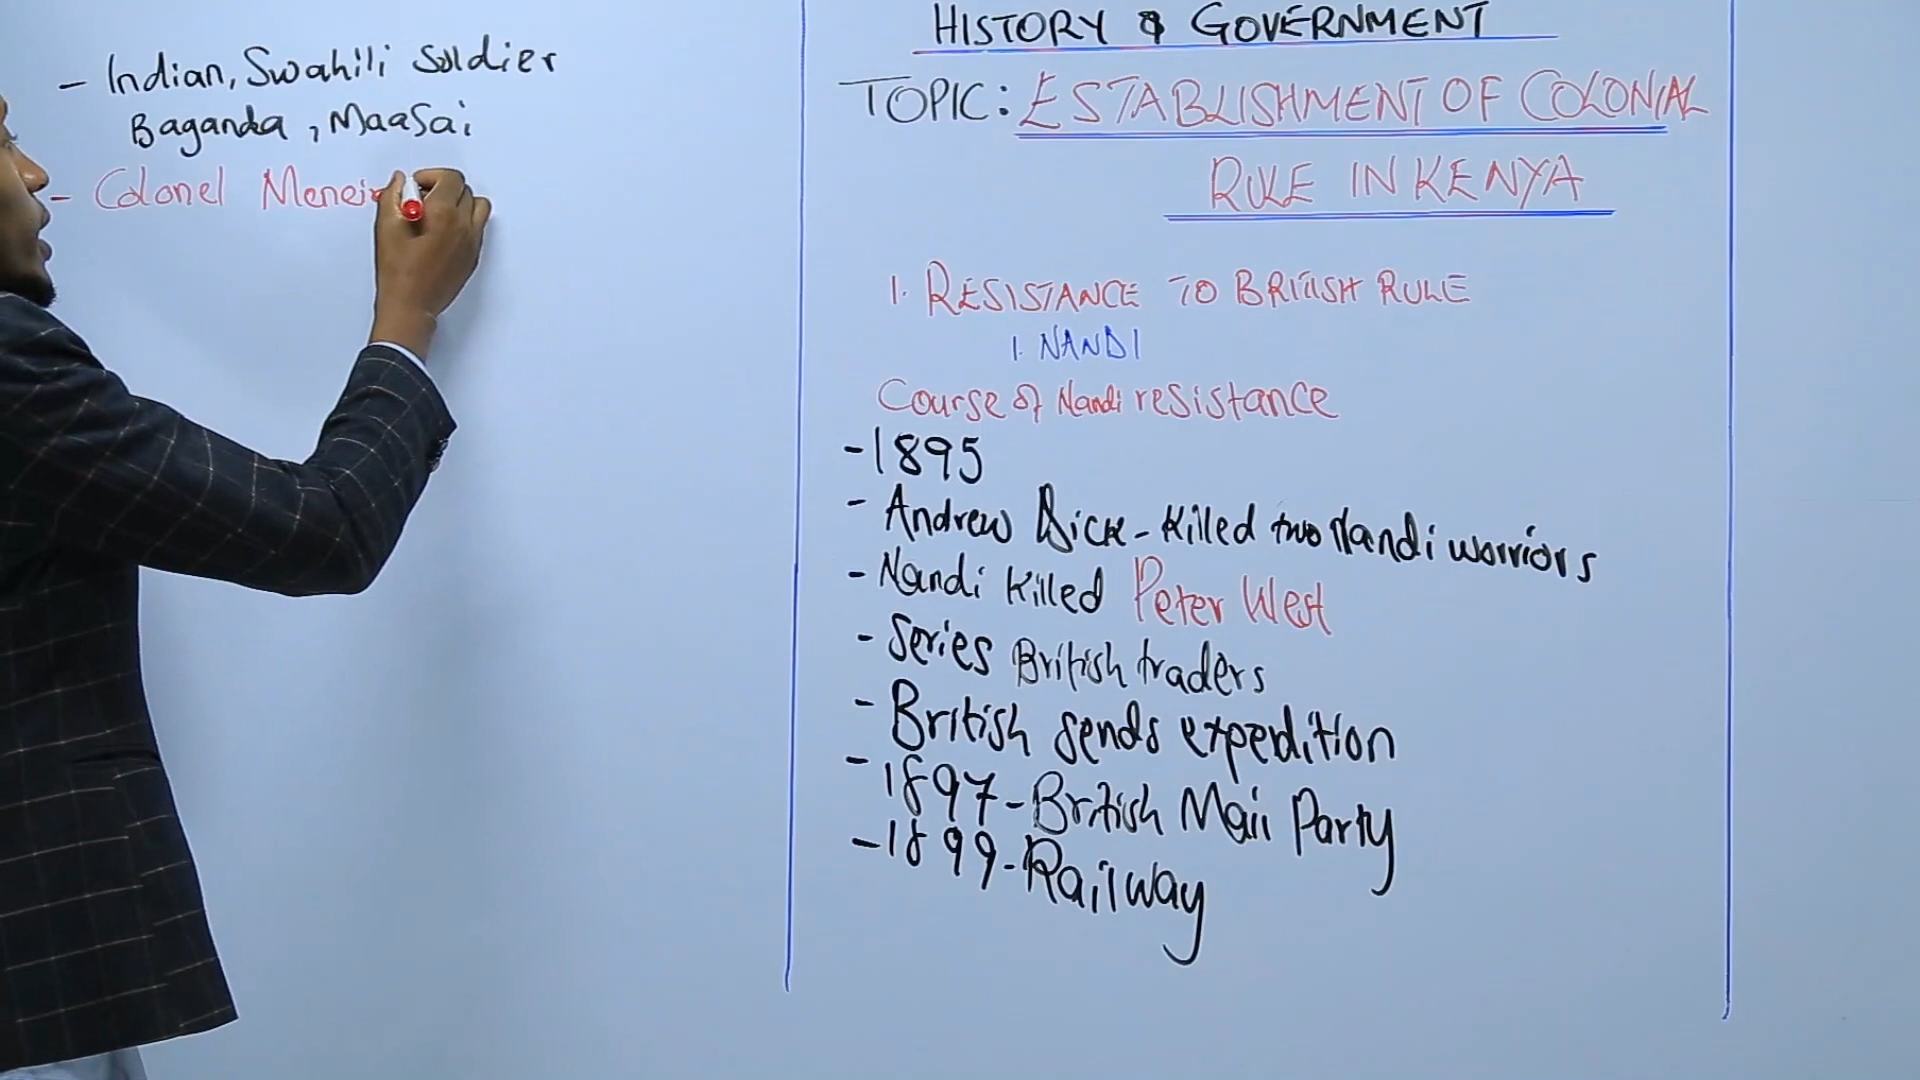 - Indian, Swahili Soldier
Baganda, Maasai
- Colonel
HISTORY & GOVERNMENT
TOPIC: ESTABLISHMENT OF COLONIAL
RULE IN KENYA
1. RESISTANCE TO BRITISH RULE
1. NANDI
Course of Nandi resistance
- 1895
- Andrew Dick - Killed two Nandi worriors
- Nandi Killed Peter West
- Series British traders
- British sends expedition
- 1897 - British Mail Party
- 1899 - Railway